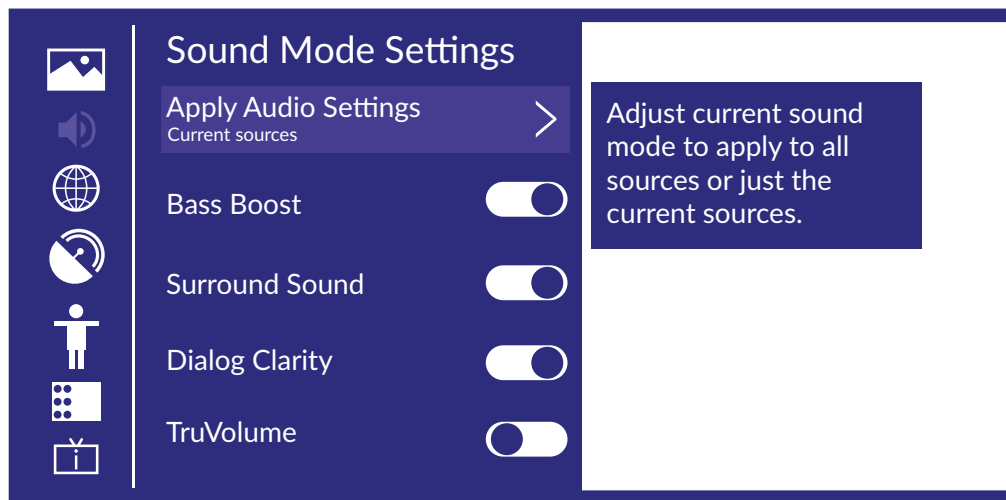 Sound Mode Settings
Apply Audio Settings
Current sources
Adjust current sound
mode to apply to all
sources or just the
current sources.
Bass Boost
Surround Sound
Dialog Clarity
TruVolume
i